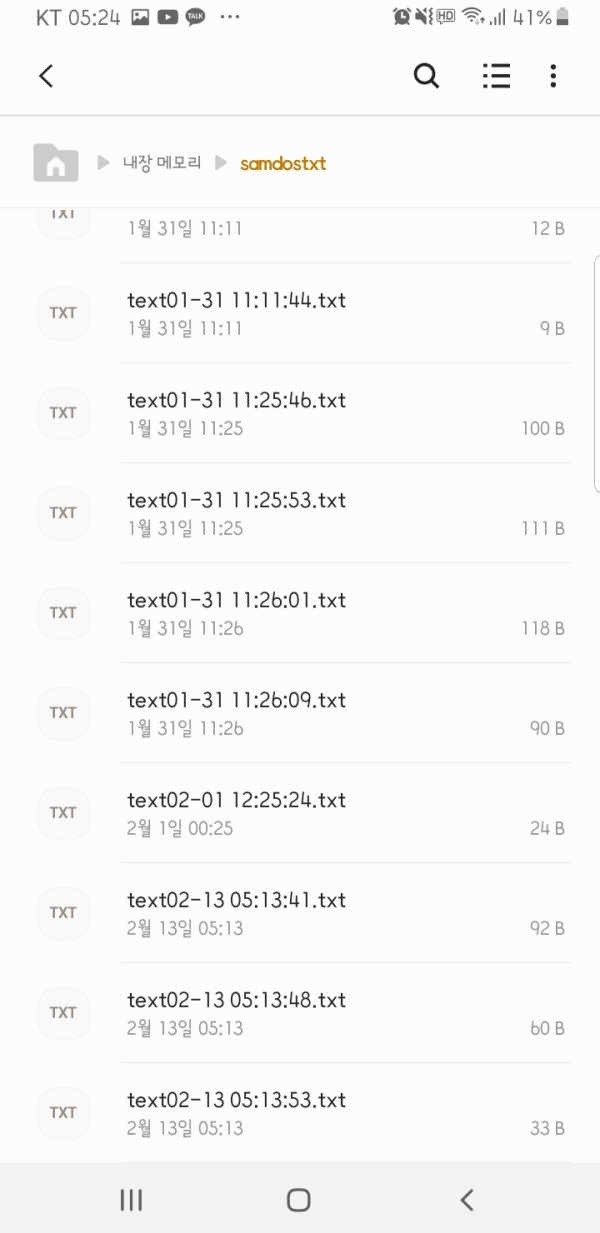 KT 05:24 TALK ... HD 41%
내장 메모리 samdostxt
TXT
1월 31일 11:11 12 B
TXT text01-31 11:11:44.txt
1월 31일 11:11 9 B
TXT text01-31 11:25:46.txt
1월 31일 11:25 100 B
TXT text01-31 11:25:53.txt
1월 31일 11:25 111 B
TXT text01-31 11:26:01.txt
1월 31일 11:26 118 B
TXT text01-31 11:26:09.txt
1월 31일 11:26 90 B
TXT text02-01 12:25:24.txt
2월 1일 00:25 24 B
TXT text02-13 05:13:41.txt
2월 13일 05:13 92 B
TXT text02-13 05:13:48.txt
2월 13일 05:13 60 B
TXT text02-13 05:13:53.txt
2월 13일 05:13 33 B